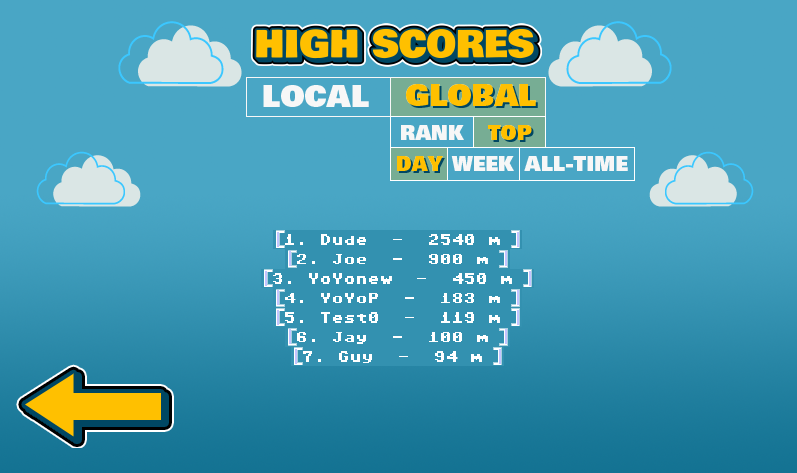 HIGH SCORES
LOCAL GLOBAL
RANK TOP
DAY WEEK ALL-TIME
[1. Dude - 2540 m ]
[2. Joe - 900 m ]
[3. YoYonew - 450 m ]
[4. YoYoP - 183 m ]
[5. Test0 - 119 m ]
[6. Jay - 100 m ]
[7. Guy - 94 m ]